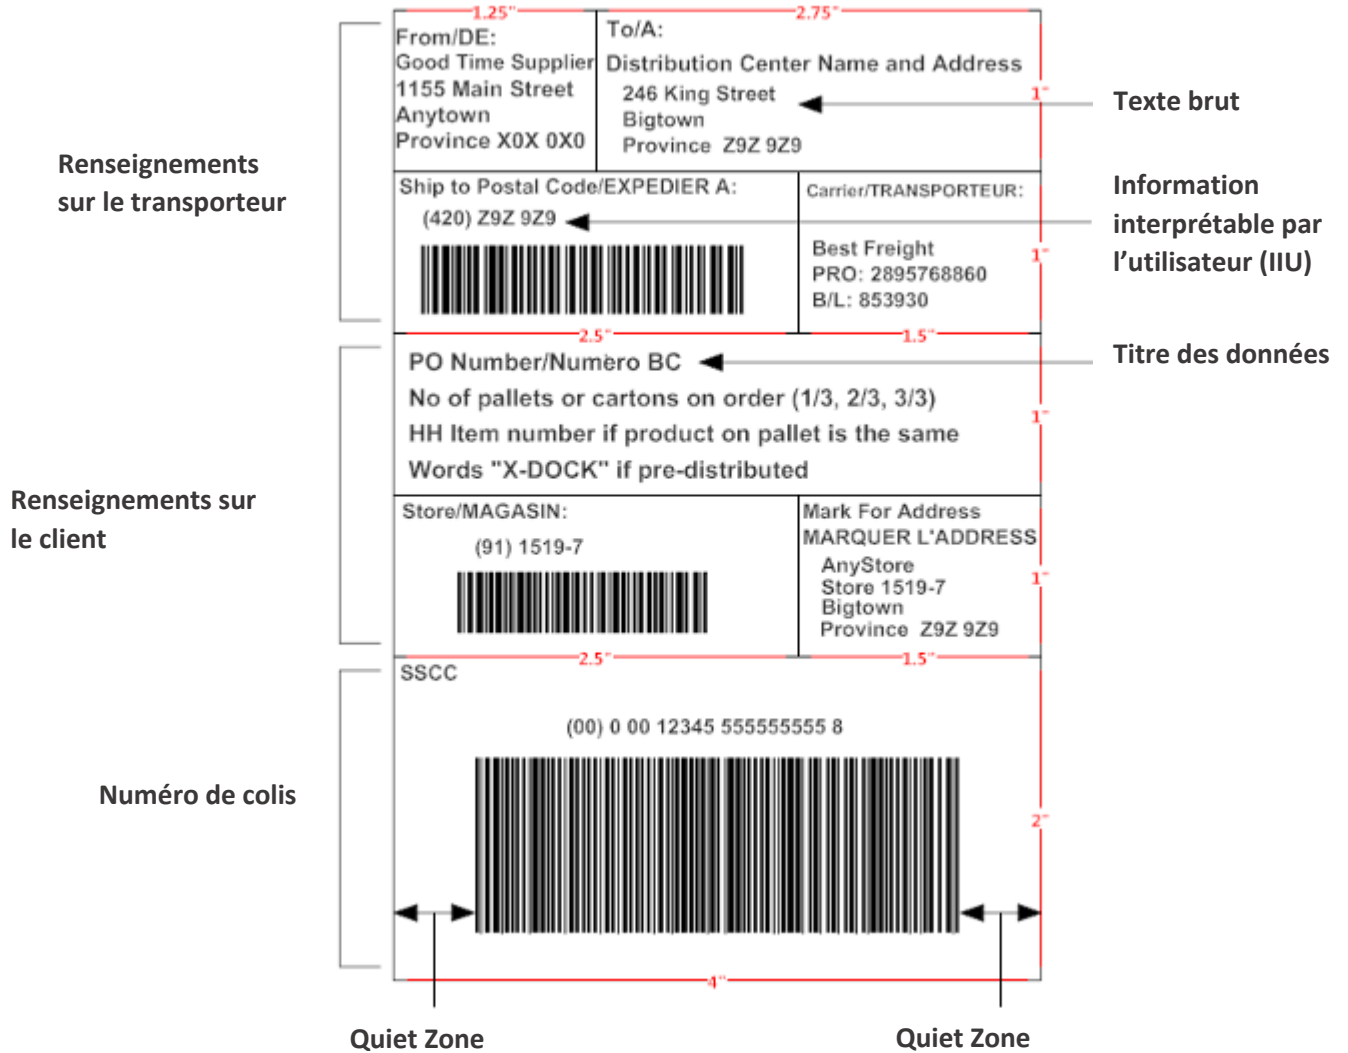 1.25"
2.75"
From/DE:
Good Time Supplier
1155 Main Street
Anytown
Province X0X 0X0
To/A:
Distribution Center Name and Address
246 King Street
Bigtown
Province Z9Z 9Z9
1"
Texte brut
Renseignements
sur le transporteur
Ship to Postal Code/EXPEDIER A:
(420) Z9Z 9Z9
Carrier/TRANSPORTEUR:
Best Freight
PRO: 2895768860
B/L: 853930
1"
Information
interprétable par
l’utilisateur (IIU)
2.5"
1.5"
PO Number/Numèro BC
No of pallets or cartons on order (1/3, 2/3, 3/3)
HH Item number if product on pallet is the same
Words "X-DOCK" if pre-distributed
1"
Titre des données
Renseignements sur
le client
Store/MAGASIN:
(91) 1519-7
Mark For Address
MARQUER L'ADDRESS
AnyStore
Store 1519-7
Bigtown
Province Z9Z 9Z9
1"
2.5"
1.5"
SSCC
(00) 0 00 12345 5555555555 8
Numéro de colis
2"
4"
Quiet Zone
Quiet Zone